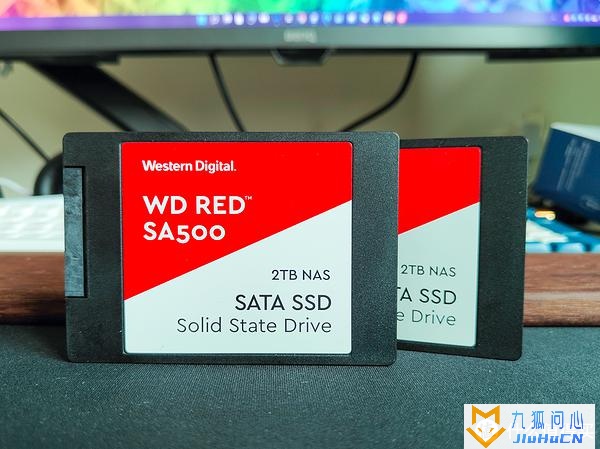 BenQ
Western Digital.
WD RED™
SA500
2TB NAS
SATA SSD
Solid State Drive
2TB NAS
TA SSD
e Drive
九狐问心
JIUHUCN